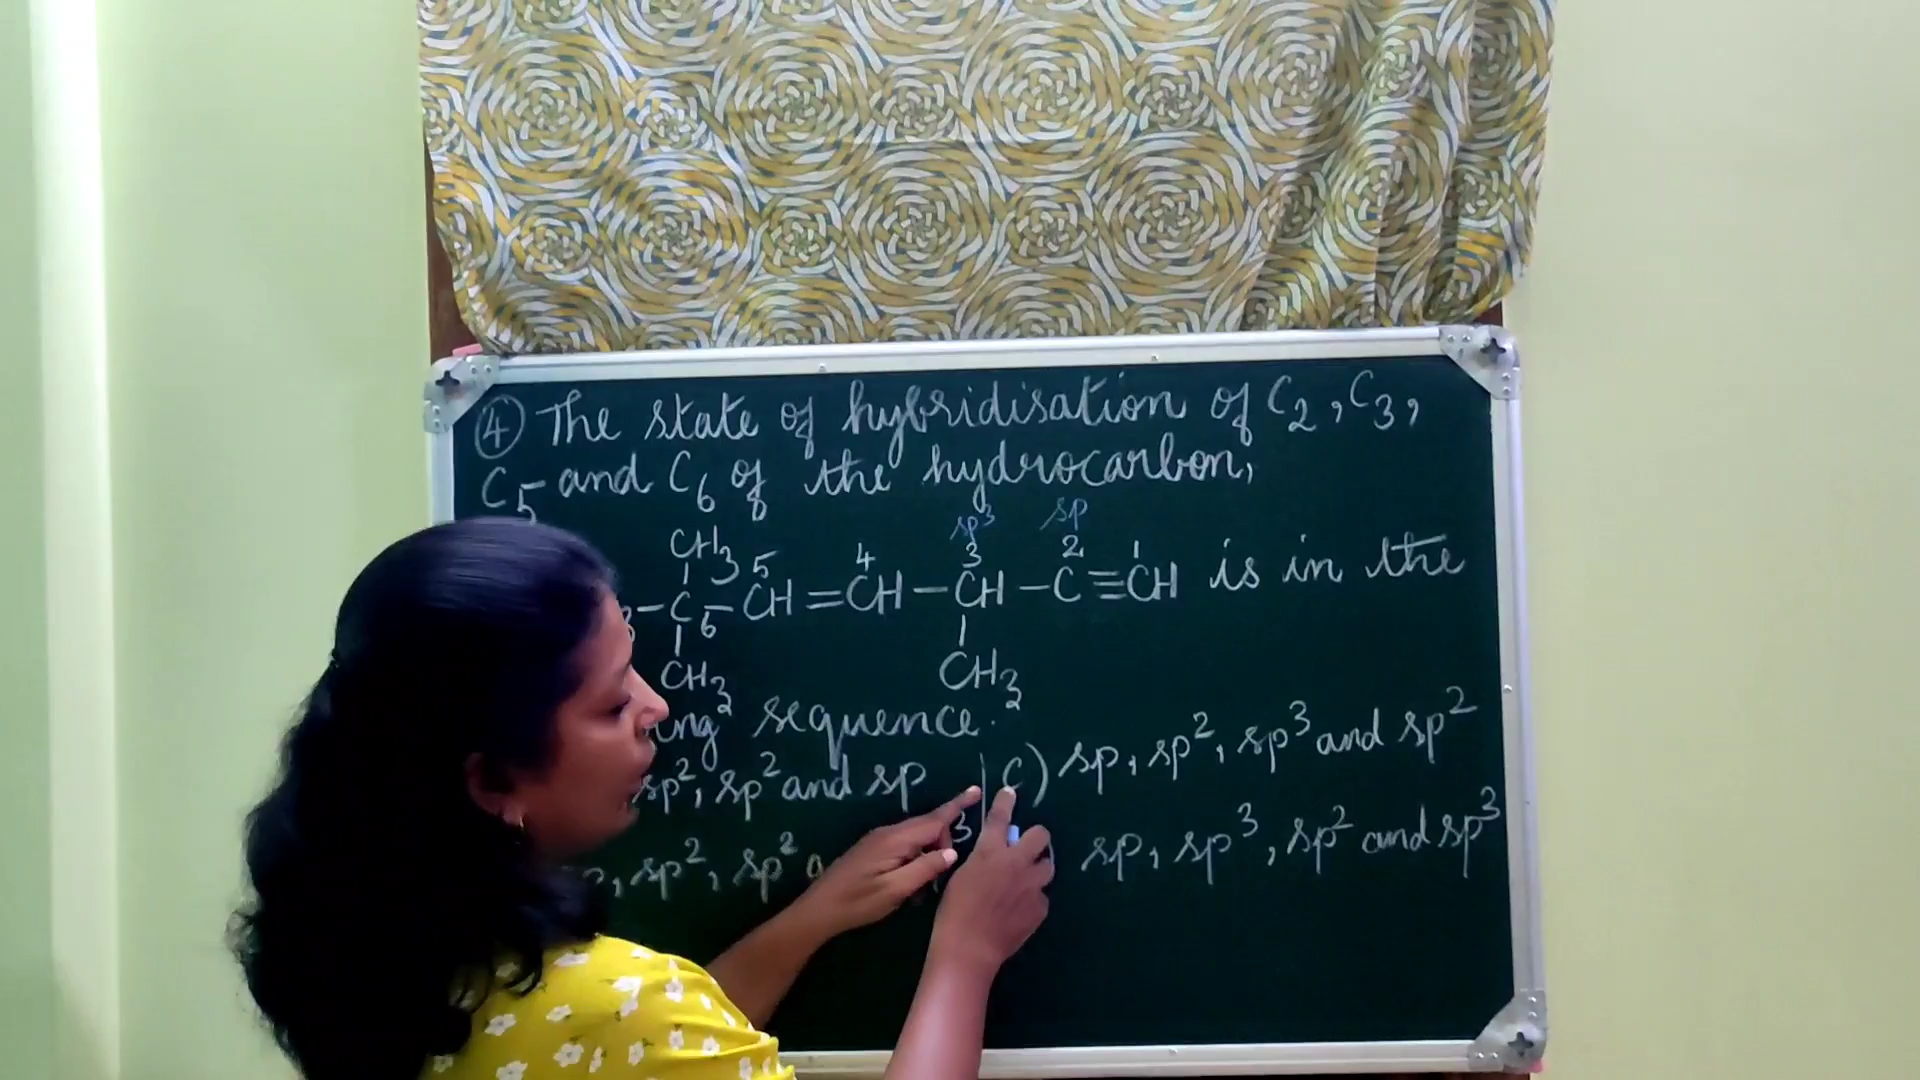 ④ The state of hybridisation of C₂, C₃,
C₅ and C₆ of the hydrocarbon,
sp³ sp
CH₃ 5 4 3 2 1
3 – C – CH = CH – CH – C ≡ CH is in the
6
CH₃ CH₃
sequence.
sp², sp² and sp
C) sp, sp², sp³ and sp²
, sp², sp² 3
) sp, sp³, sp² and sp³